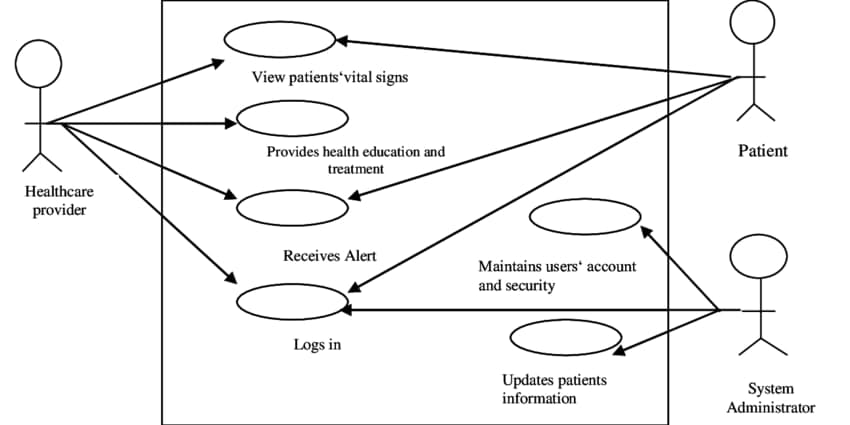 View patients‘vital signs
Provides health education and
treatment
Patient
Healthcare
provider
Receives Alert
Maintains users‘ account
and security
Logs in
Updates patients
information
System
Administrator